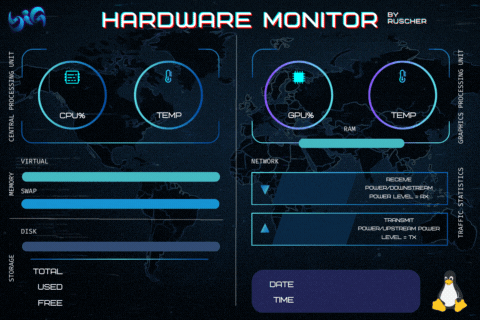 biG
HARDWARE MONITOR
BY
RUSCHER
CENTRAL PROCESSING UNIT
CPU%
TEMP
GPU%
TEMP
RAM
GRAPHICS PROCESSING UNIT
MEMORY
VIRTUAL
SWAP
STORAGE
DISK
TOTAL
USED
FREE
NETWORK
RECEIVE
POWER/DOWNSTREAM
POWER LEVEL = RX
TRANSMIT
POWER/UPSTREAM POWER
LEVEL = TX
TRAFFIC STATISTICS
DATE
TIME